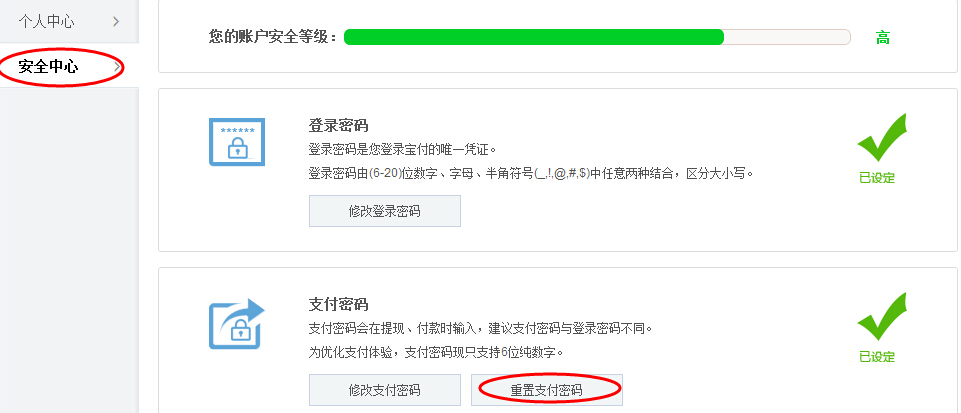 个人中心
安全中心
您的账户安全等级：
高
******
登录密码
登录密码是您登录宝付的唯一凭证。
登录密码由(6-20)位数字、字母、半角符号(_,!,@,#,$)中任意两种结合，区分大小写。
已设定
修改登录密码
支付密码
支付密码会在提现、付款时输入，建议支付密码与登录密码不同。
为优化支付体验，支付密码现只支持6位纯数字。
已设定
修改支付密码
重置支付密码